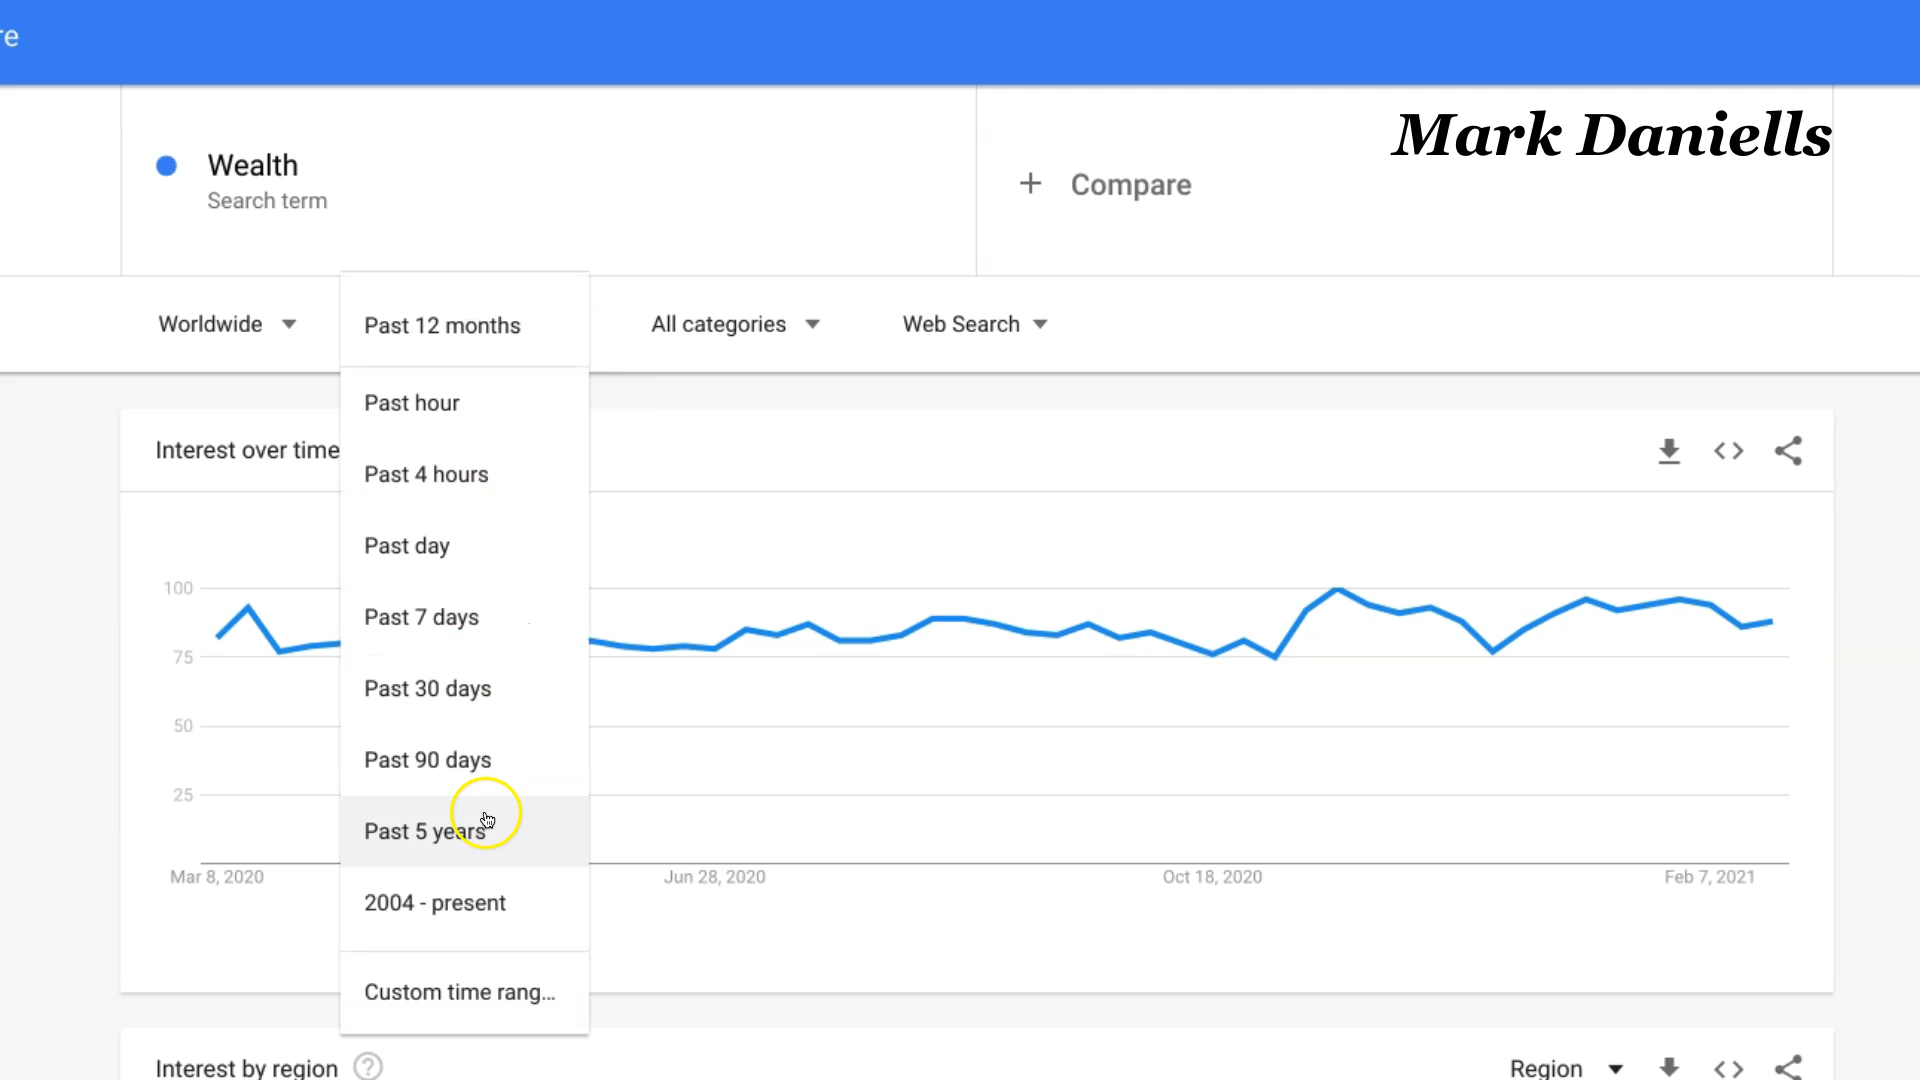 re
Mark Daniells
Wealth
Search term
+ Compare
Worldwide
Past 12 months
All categories
Web Search
Past hour
Past 4 hours
Past day
Past 7 days
Past 30 days
Past 90 days
Past 5 years
2004 - present
Custom time rang...
Interest over time
100
75
50
25
Mar 8, 2020
Jun 28, 2020
Oct 18, 2020
Feb 7, 2021
Interest by region ?
Region